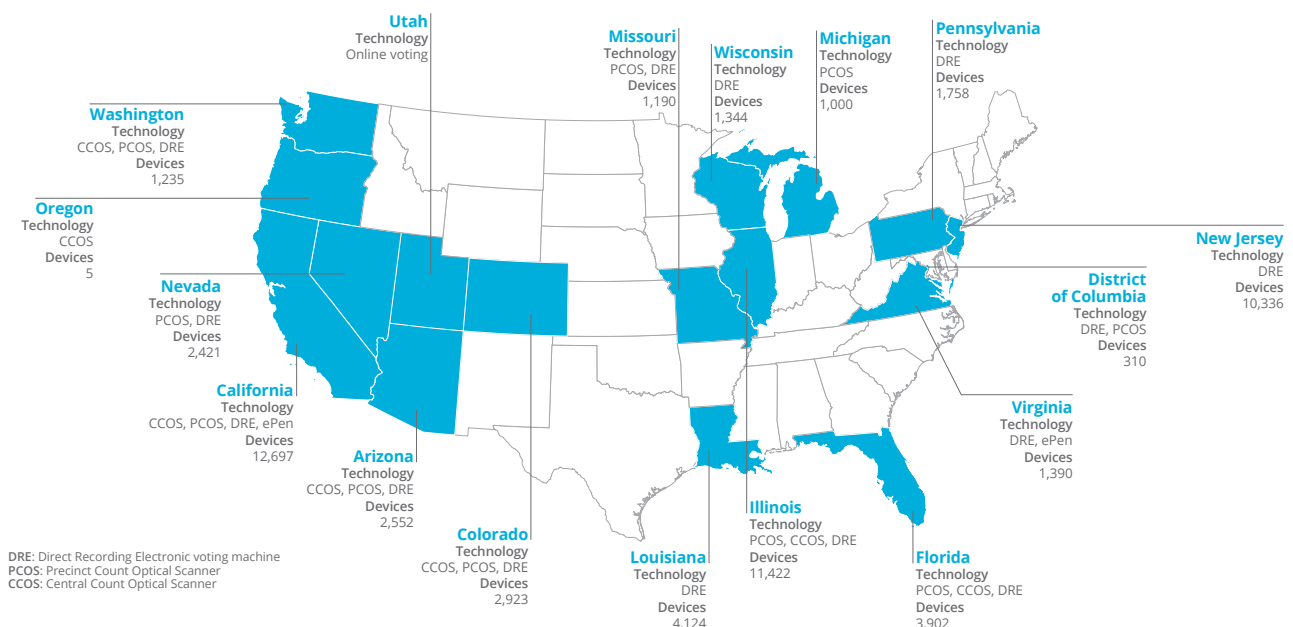 Utah
Technology
Online voting
Missouri
Technology
PCOS, DRE
Devices
1,190
Wisconsin
Technology
DRE
Devices
1,344
Michigan
Technology
PCOS
Devices
1,000
Pennsylvania
Technology
DRE
Devices
1,758
Washington
Technology
CCOS, PCOS, DRE
Devices
1,235
Oregon
Technology
CCOS
Devices
5
Nevada
Technology
PCOS, DRE
Devices
2,421
California
Technology
CCOS, PCOS, DRE, ePen
Devices
12,697
Arizona
Technology
CCOS, PCOS, DRE
Devices
2,552
Colorado
Technology
CCOS, PCOS, DRE
Devices
2,923
Louisiana
Technology
DRE
Devices
4,124
Illinois
Technology
PCOS, CCOS, DRE
Devices
11,422
Florida
Technology
PCOS, CCOS, DRE
Devices
3,902
Virginia
Technology
DRE, ePen
Devices
1,390
District
of Columbia
Technology
DRE, PCOS
Devices
310
New Jersey
Technology
DRE
Devices
10,336
DRE: Direct Recording Electronic voting machine
PCOS: Precinct Count Optical Scanner
CCOS: Central Count Optical Scanner